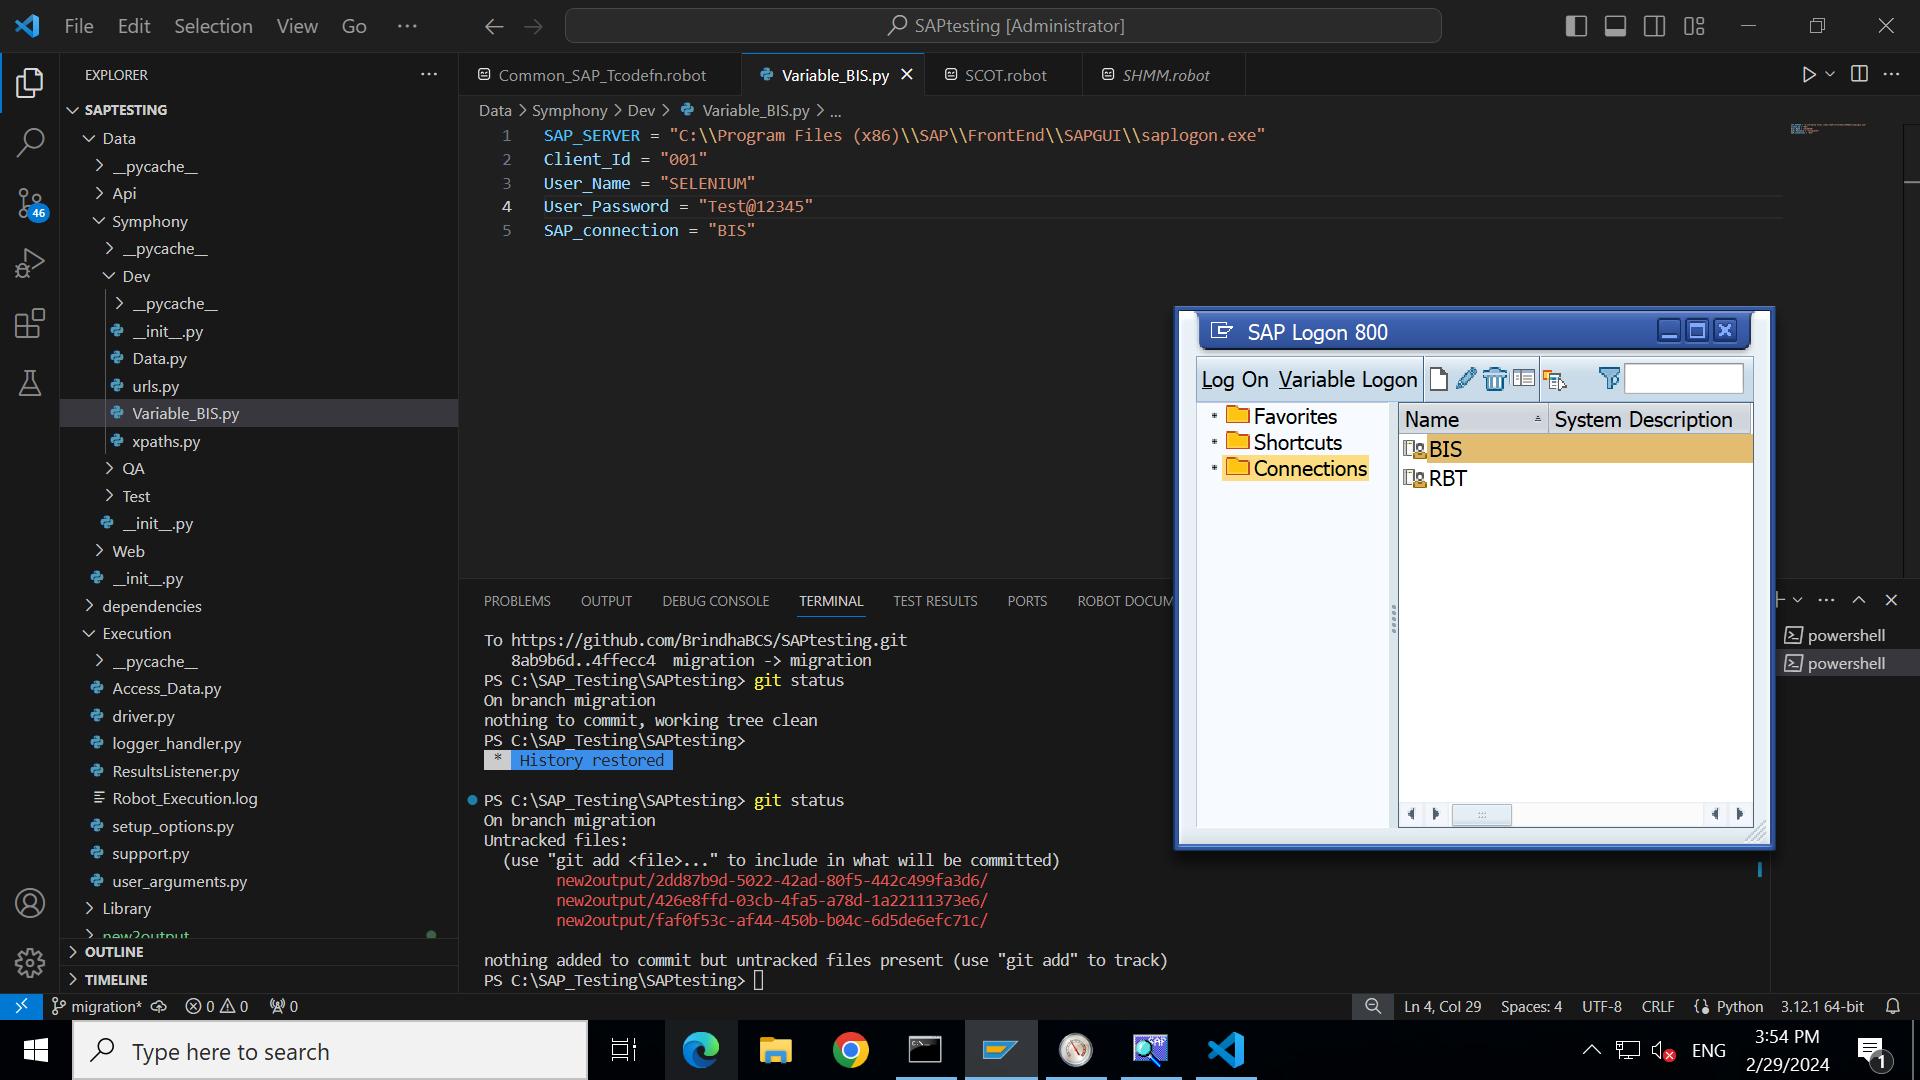 File Edit Selection View Go ··· SAPtesting [Administrator]
EXPLORER ···
SAPTESTING
Data
__pycache__
Api
Symphony
__pycache__
Dev
__pycache__
__init__.py
Data.py
urls.py
Variable_BIS.py
xpaths.py
QA
Test
__init__.py
Web
__init__.py
dependencies
Execution
__pycache__
Access_Data.py
driver.py
logger_handler.py
ResultsListener.py
Robot_Execution.log
setup_options.py
support.py
user_arguments.py
Library
new2output
OUTLINE
TIMELINE
46
Common_SAP_Tcodefn.robot Variable_BIS.py SCOT.robot SHMM.robot
Data > Symphony > Dev > Variable_BIS.py > ...
1 SAP_SERVER = "C:\\Program Files (x86)\\SAP\\FrontEnd\\SAPGUI\\saplogon.exe"
2 Client_Id = "001"
3 User_Name = "SELENIUM"
4 User_Password = "Test@12345"
5 SAP_connection = "BIS"
SAP Logon 800
Log On Variable Logon
Favorites
Shortcuts
Connections
Name System Description
BIS
RBT
PROBLEMS OUTPUT DEBUG CONSOLE TERMINAL TEST RESULTS PORTS ROBOT DOCUM
To https://github.com/BrindhaBCS/SAPtesting.git
8ab9b6d..4ffecc4 migration -> migration
PS C:\SAP_Testing\SAPtesting> git status
On branch migration
nothing to commit, working tree clean
PS C:\SAP_Testing\SAPtesting>
* History restored
PS C:\SAP_Testing\SAPtesting> git status
On branch migration
Untracked files:
(use "git add <file>..." to include in what will be committed)
new2output/2dd87b9d-5022-42ad-80f5-442c499fa3d6/
new2output/426e8ffd-03cb-4fa5-a78d-1a22111373e6/
new2output/faf0f53c-af44-450b-b04c-6d5de6efc71c/
nothing added to commit but untracked files present (use "git add" to track)
PS C:\SAP_Testing\SAPtesting>
powershell
powershell
migration* 0 0 0 Ln 4, Col 29 Spaces: 4 UTF-8 CRLF Python 3.12.1 64-bit
Type here to search
ENG
3:54 PM
2/29/2024
1